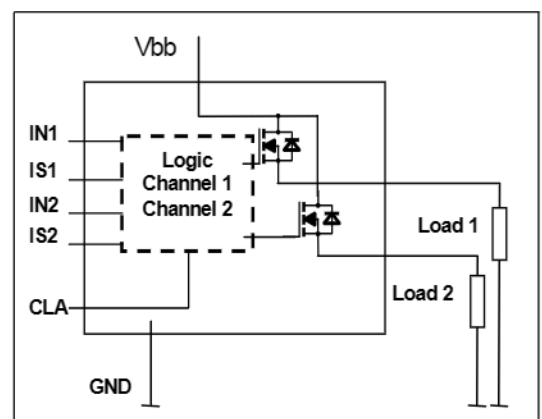 Vbb
IN1
IS1
IN2
IS2
Logic
Channel 1
Channel 2
Load 1
Load 2
CLA
GND